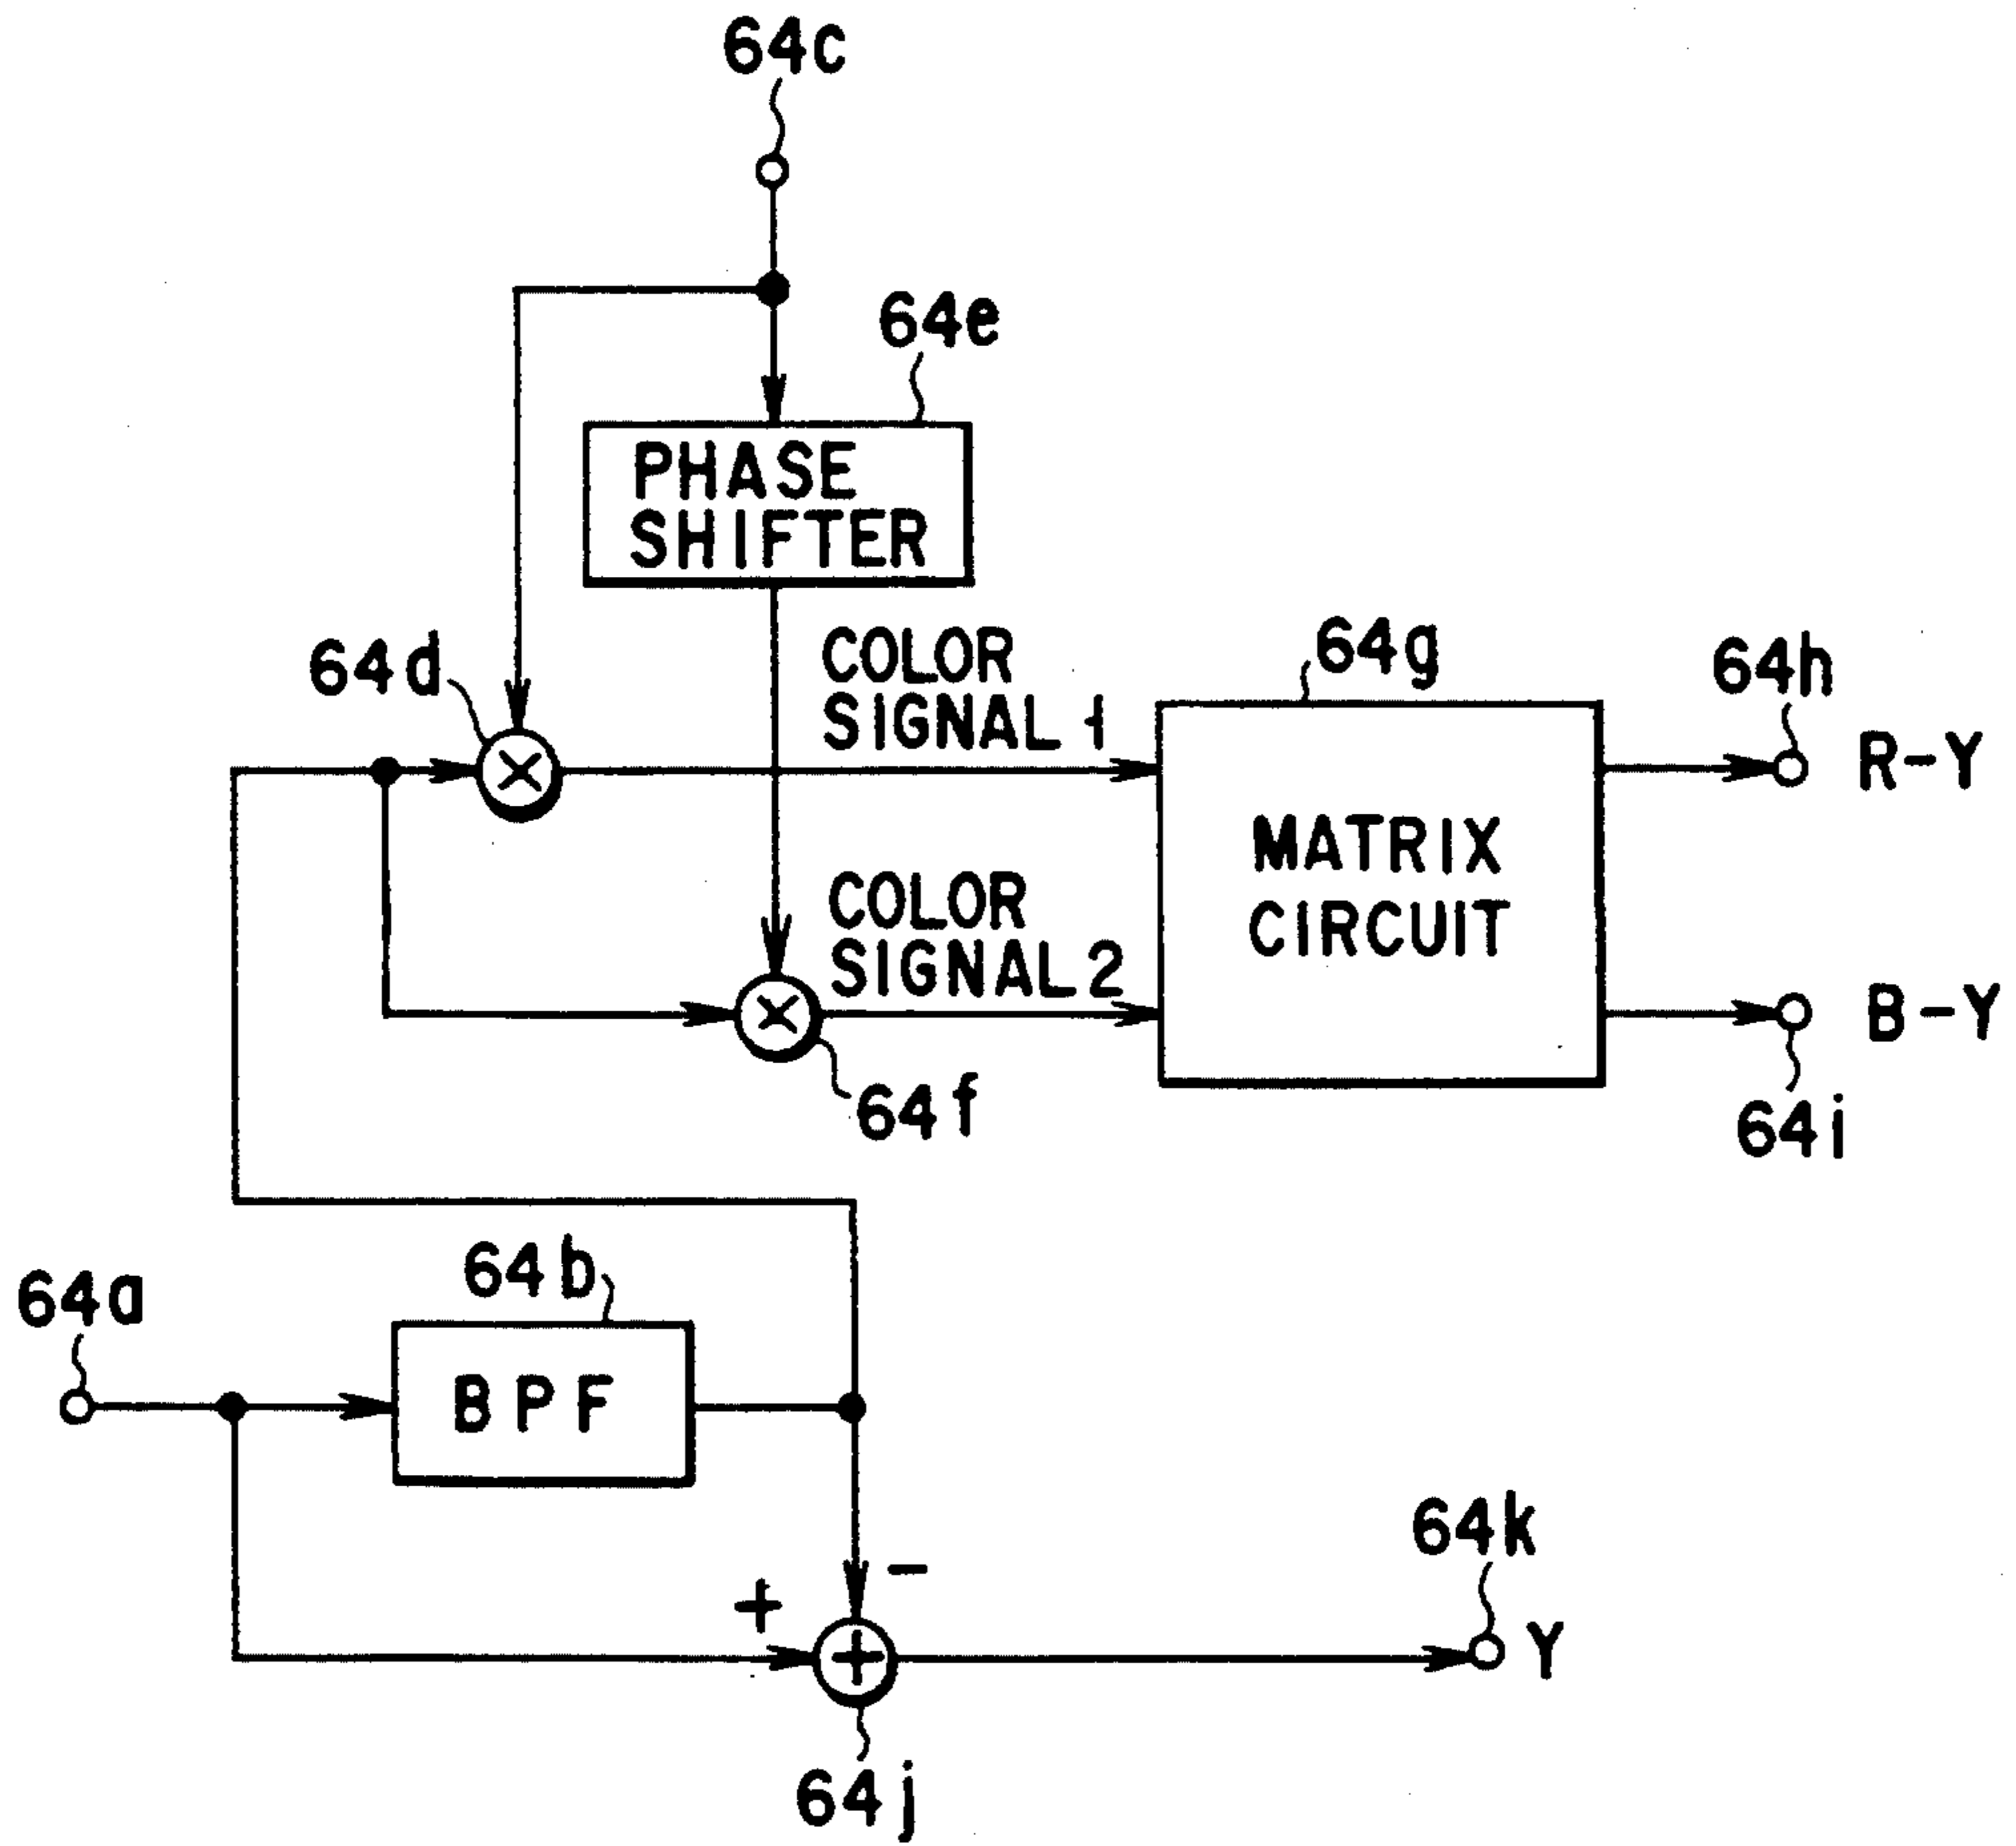 64c
64e
PHASE
SHIFTER
64d
COLOR
SIGNAL 1
64g
64h
R-Y
MATRIX
CIRCUIT
COLOR
SIGNAL 2
B-Y
64f
64i
64a
64b
BPF
-
+
64k
Y
64j